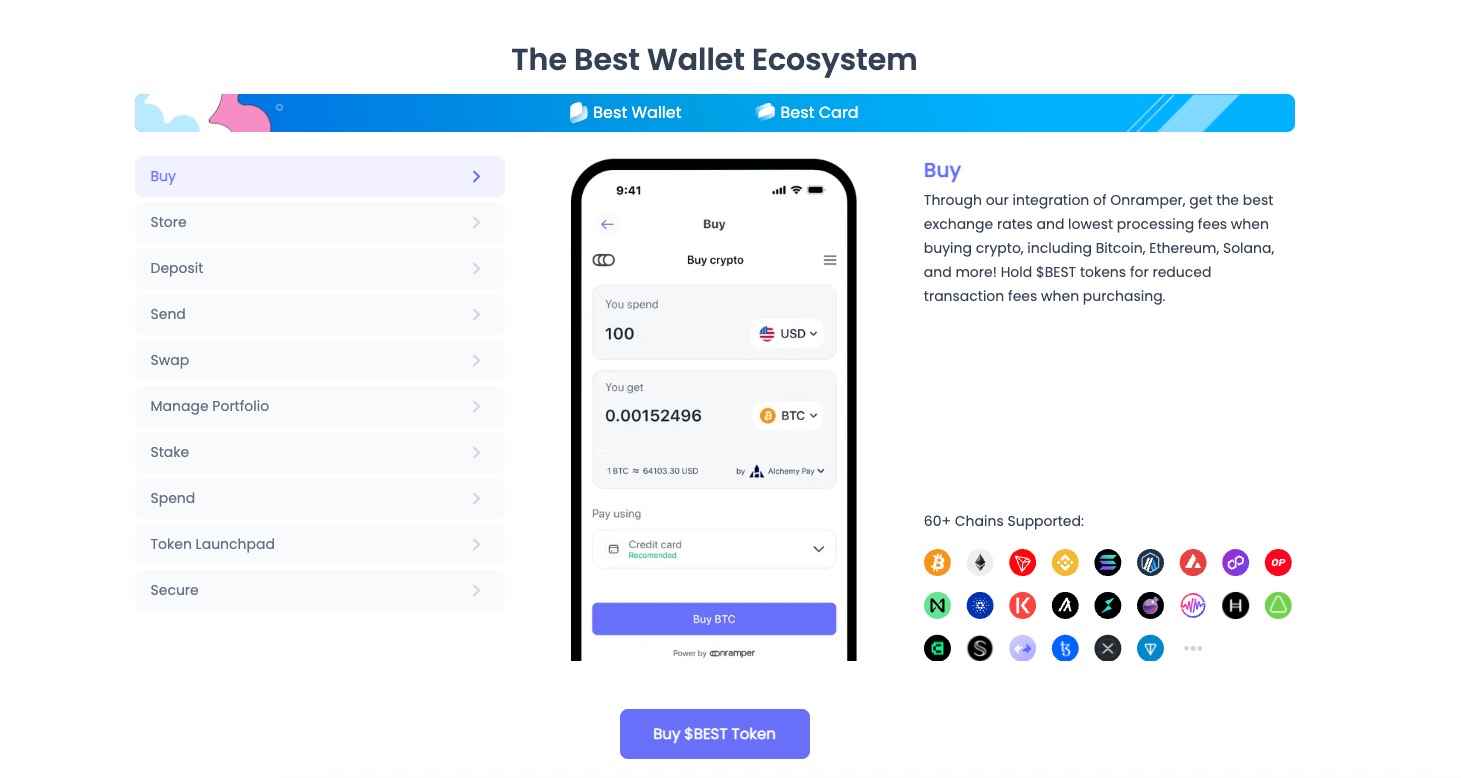 The Best Wallet Ecosystem
Best Wallet
Best Card
Buy
Store
Deposit
Send
Swap
Manage Portfolio
Stake
Spend
Token Launchpad
Secure
9:41
Buy
Buy crypto
You spend
100
USD
You get
0.00152496
BTC
1 BTC ≈ 64103.30 USD
by Alchemy Pay
Pay using
Credit card
Recomended
Buy BTC
Power by onramper
Buy
Through our integration of Onramper, get the best
exchange rates and lowest processing fees when
buying crypto, including Bitcoin, Ethereum, Solana,
and more! Hold $BEST tokens for reduced
transaction fees when purchasing.
60+ Chains Supported:
OP
Buy $BEST Token